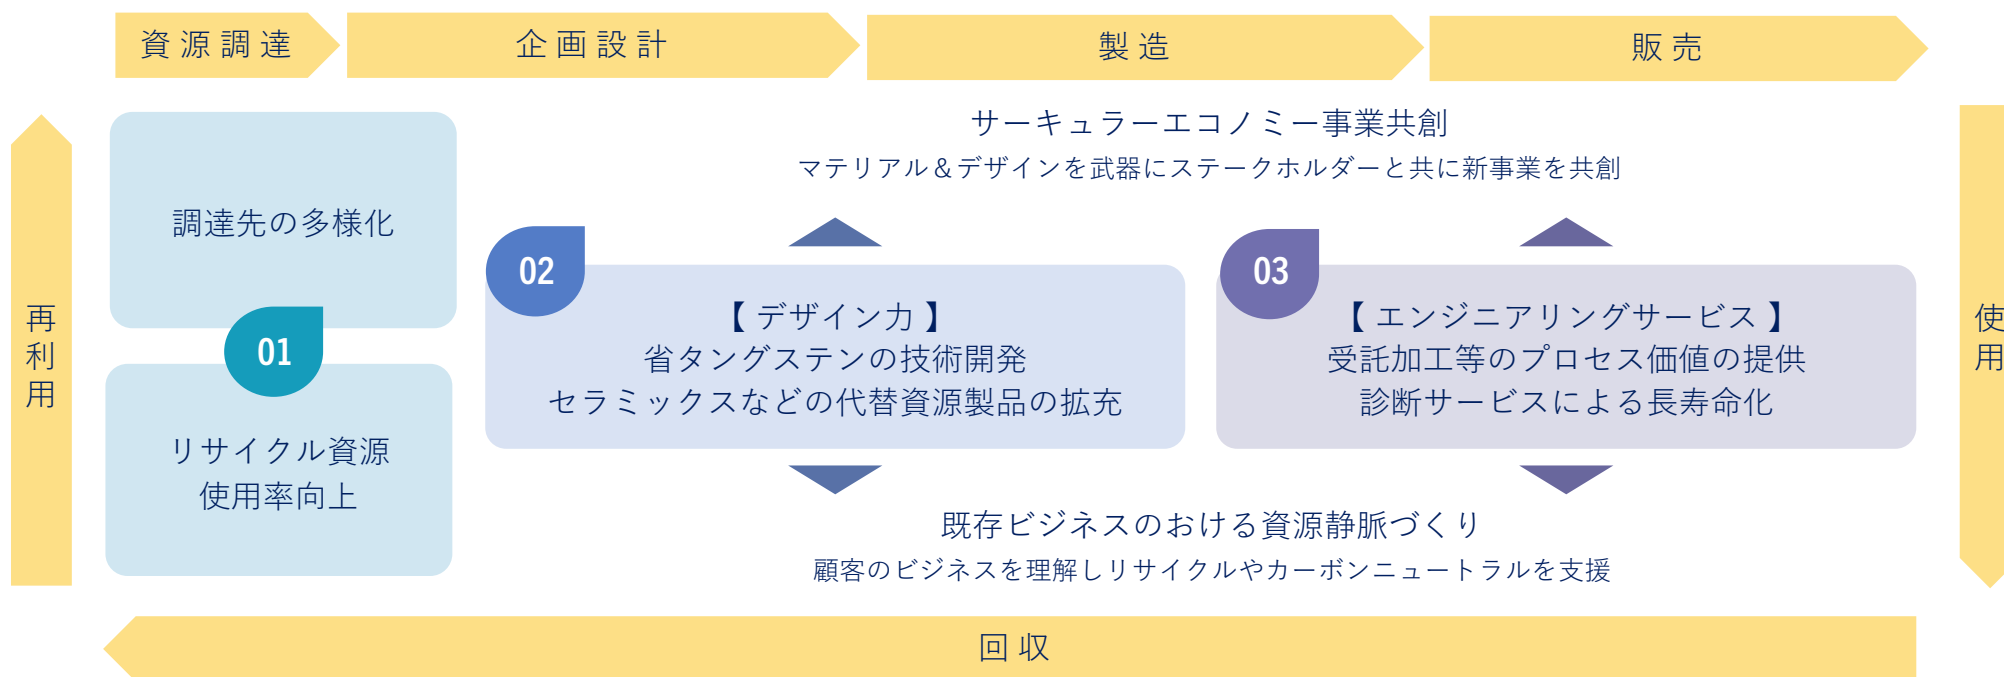 資源調達
企画設計
製造
販売
再利用
調達先の多様化
01
リサイクル資源
使用率向上
サーキュラーエコノミー事業共創
マテリアル&デザインを武器にステークホルダーと共に新事業を共創
02
【 デザイン力 】
省タングステンの技術開発
セラミックスなどの代替資源製品の拡充
03
【 エンジニアリングサービス 】
受託加工等のプロセス価値の提供
診断サービスによる長寿命化
既存ビジネスのおける資源静脈づくり
顧客のビジネスを理解しリサイクルやカーボンニュートラルを支援
使用
回収